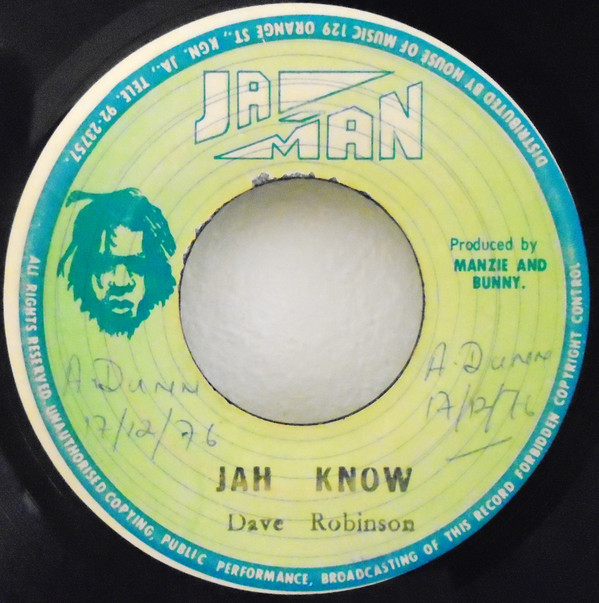 DISTRIBUTED BY HOUSE OF MUSIC 129 ORANGE ST., KGN. JA., TELE. 92-23757.
JAH MAN
Produced by
MANZIE AND
BUNNY.
A. Dunn
17/12/76
A. Dunn
17/12/76
JAH KNOW
Dave Robinson
ALL RIGHTS RESERVED. UNAUTHORISED COPYING, PUBLIC PERFORMANCE, BROADCASTING OF THIS RECORD FORBIDDEN COPYRIGHT CONTROL